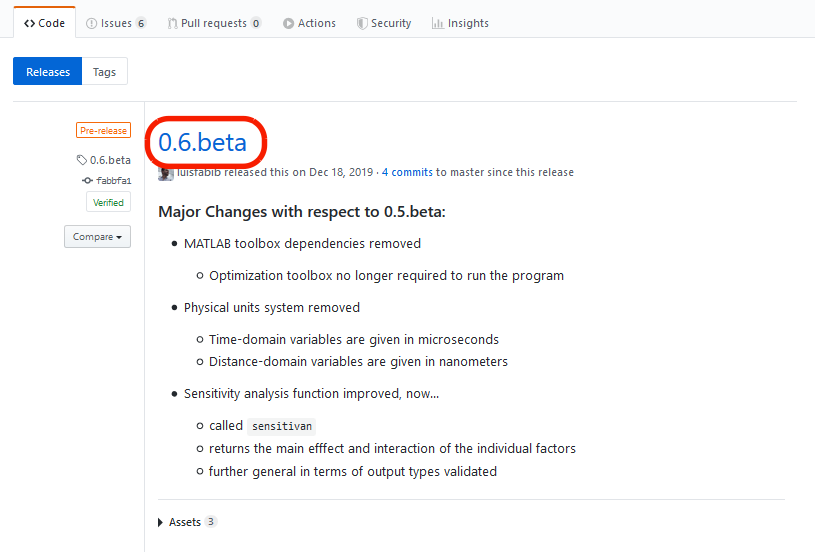 Code Issues 6 Pull requests 0 Actions Security Insights
Releases Tags
Pre-release
0.6.beta
fabbfa1
Verified
Compare
0.6.beta
luisfabib released this on Dec 18, 2019 · 4 commits to master since this release
Major Changes with respect to 0.5.beta:
MATLAB toolbox dependencies removed
Optimization toolbox no longer required to run the program
Physical units system removed
Time-domain variables are given in microseconds
Distance-domain variables are given in nanometers
Sensitivity analysis function improved, now...
called sensitivan
returns the main efffect and interaction of the individual factors
further general in terms of output types validated
Assets 3